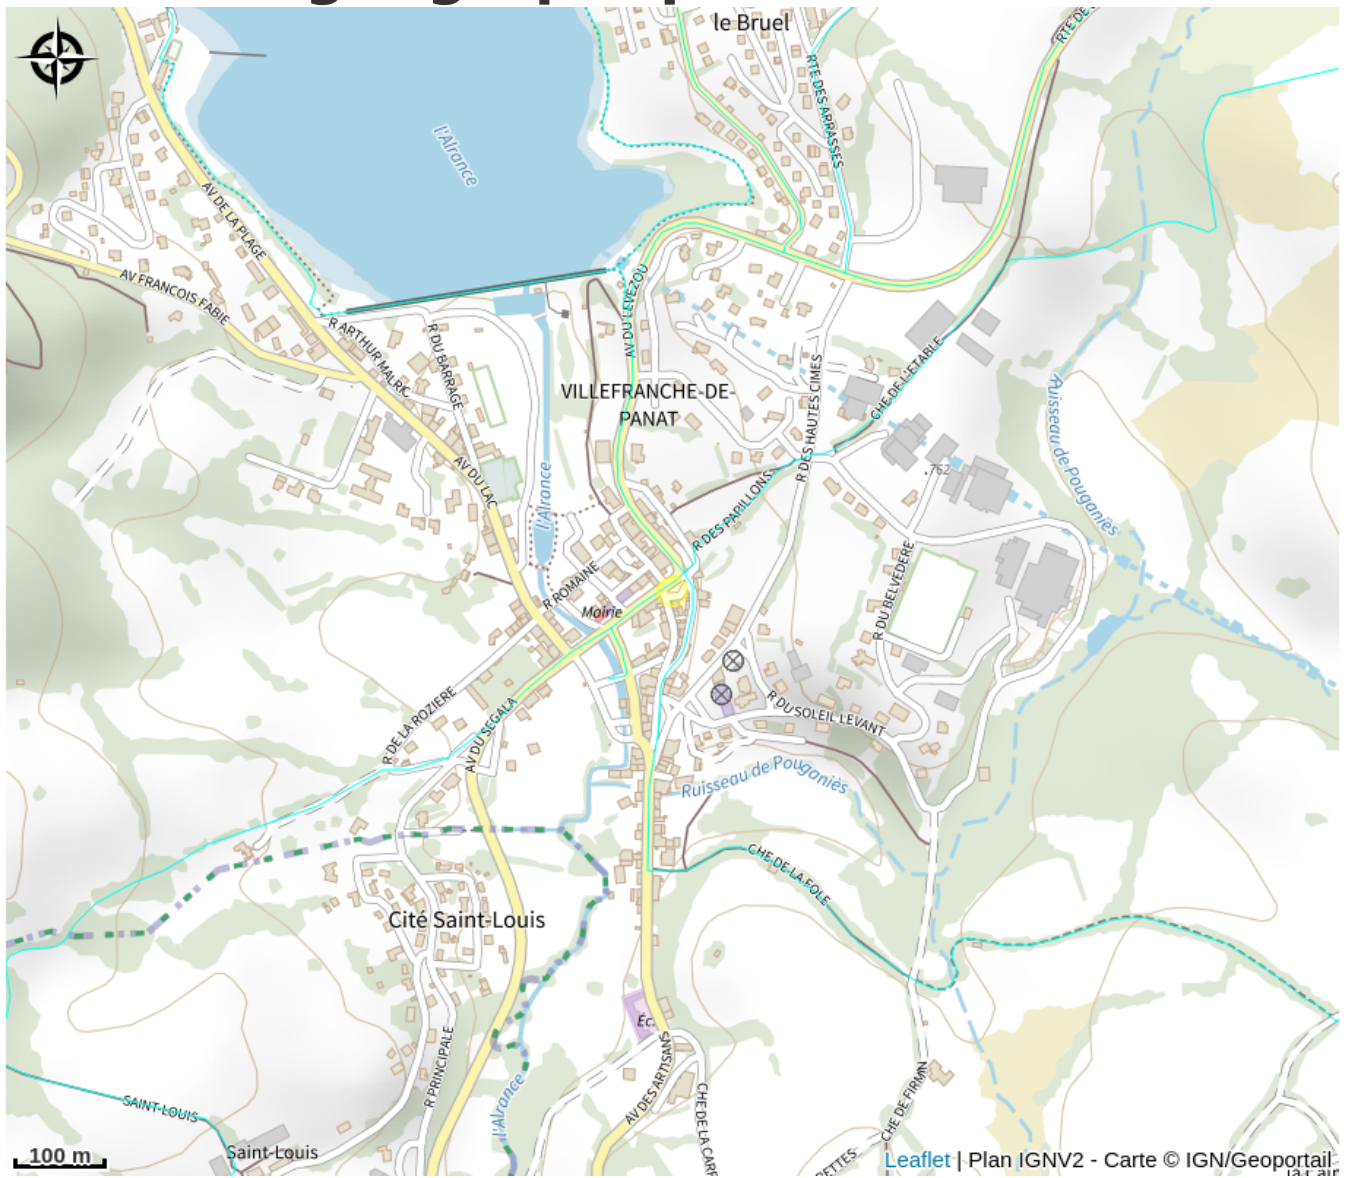 le Bruel
RTE DES ARRASSES
l'Alrance
AV DE LA PLAGE
AV FRANCOIS FABIE
R ARTHUR MALRIC
R DU BARRAGE
AV DU LEVEZOU
VILLEFRANCHE-DE-
PANAT
R DES HAUTES CIMES
CHE DE L'ETABLE
Ruisseau de Pouganiès
.752
AV DU LAC
l'Alrance
R DES PAPILLONS
R ROMAINE
Mairie
R DU BELVEDERE
R DE LA ROZIERE
AV DU SEGALA
R DU SOLEIL LEVANT
Ruisseau de Pouganiès
CHE DE LA FOLE
Cité Saint-Louis
Éc.
R PRINCIPALE
AV DES ARTISANS
CHE DE FIRMIN
l'Alrance
SAINT-LOUIS
Saint-Louis
100 m
Leaflet | Plan IGNV2 - Carte © IGN/Geoportail